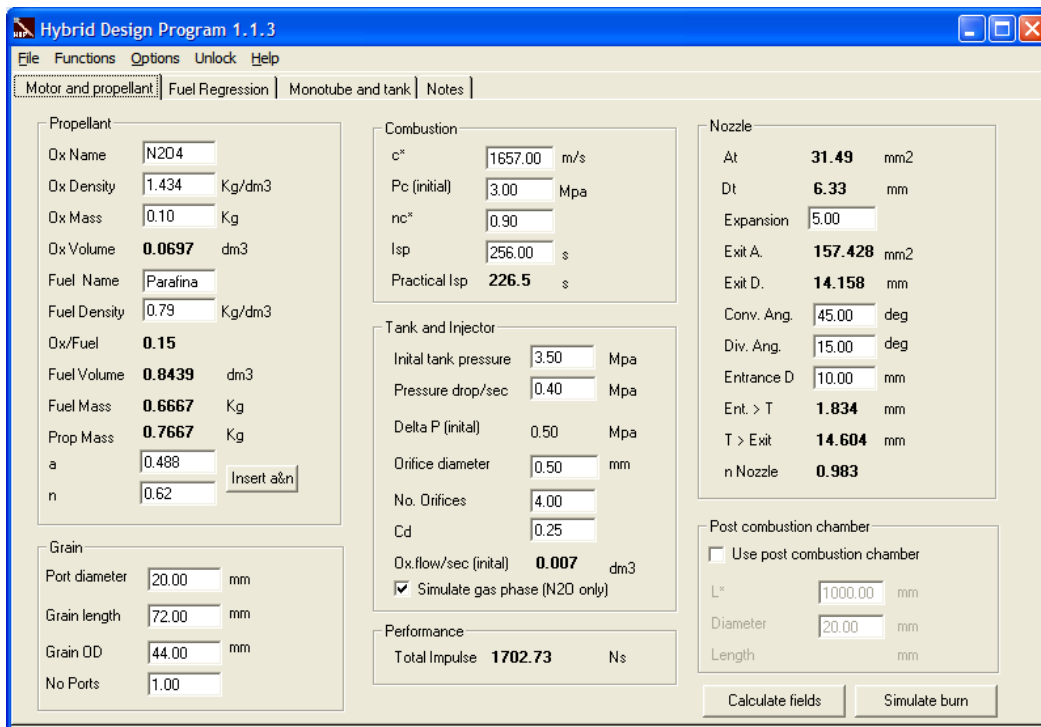 Hybrid Design Program 1.1.3
File Functions Options Unlock Help
Motor and propellant Fuel Regression Monotube and tank Notes
Propellant
Ox Name N2O4
Ox Density 1.434 Kg/dm3
Ox Mass 0.10 Kg
Ox Volume 0.0697 dm3
Fuel Name Parafina
Fuel Density 0.79 Kg/dm3
Ox/Fuel 0.15
Fuel Volume 0.8439 dm3
Fuel Mass 0.6667 Kg
Prop Mass 0.7667 Kg
a 0.488
Insert a&n
n 0.62
Grain
Port diameter 20.00 mm
Grain length 72.00 mm
Grain OD 44.00 mm
No Ports 1.00
Combustion
c* 1657.00 m/s
Pc (initial) 3.00 Mpa
nc* 0.90
Isp 256.00 s
Practical Isp 226.5 s
Tank and Injector
Inital tank pressure 3.50 Mpa
Pressure drop/sec 0.40 Mpa
Delta P (inital) 0.50 Mpa
Orifice diameter 0.50 mm
No. Orifices 4.00
Cd 0.25
Ox.flow/sec (inital) 0.007 dm3
Simulate gas phase (N2O only)
Performance
Total Impulse 1702.73 Ns
Nozzle
At 31.49 mm2
Dt 6.33 mm
Expansion 5.00
Exit A. 157.428 mm2
Exit D. 14.158 mm
Conv. Ang. 45.00 deg
Div. Ang. 15.00 deg
Entrance D 10.00 mm
Ent. > T 1.834 mm
T > Exit 14.604 mm
n Nozzle 0.983
Post combustion chamber
Use post combustion chamber
L* 1000.00 mm
Diameter 20.00 mm
Length mm
Calculate fields Simulate burn